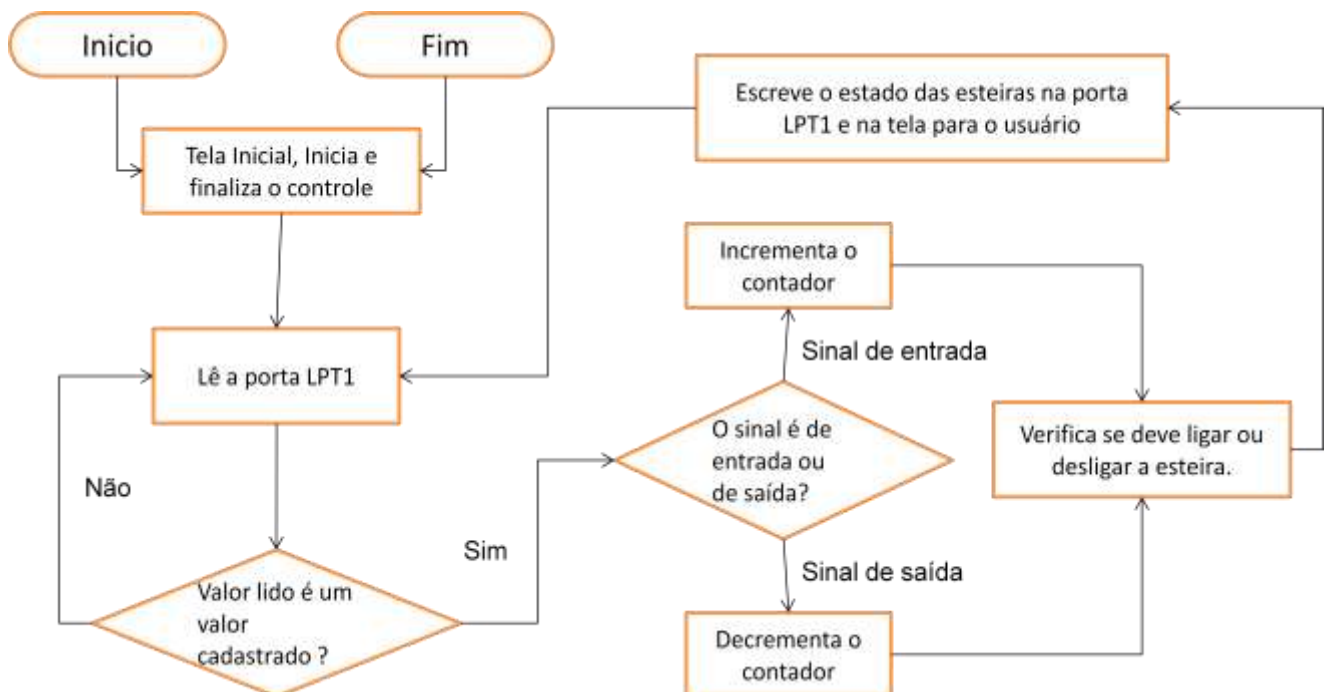 Inicio
Fim
Tela Inicial, Inicia e
finaliza o controle
Escreve o estado das esteiras na porta
LPT1 e na tela para o usuário
Incrementa o
contador
Sinal de entrada
Lê a porta LPT1
O sinal é de
entrada ou
de saída?
Verifica se deve ligar ou
desligar a esteira.
Não
Sim
Sinal de saída
Valor lido é um
valor
cadastrado ?
Decrementa o
contador